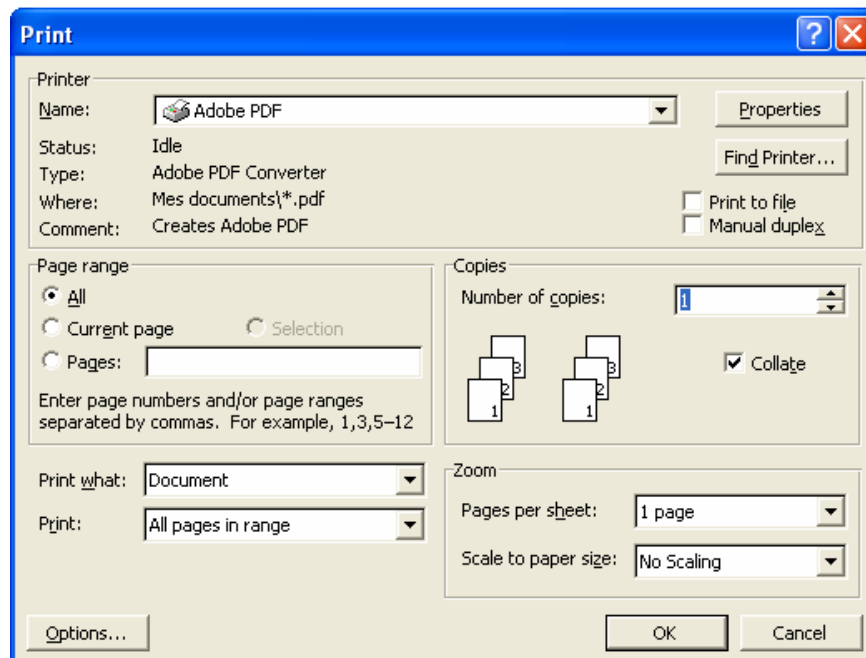 Print
Printer
Name: Adobe PDF Properties
Status: Idle
Find Printer...
Type: Adobe PDF Converter
Where: Mes documents\*.pdf
Print to file
Comment: Creates Adobe PDF
Manual duplex
Page range
All
Current page Selection
Pages:
Enter page numbers and/or page ranges
separated by commas. For example, 1,3,5–12
Copies
Number of copies: 1
3 3
2 2
1 1
Collate
Print what: Document
Print: All pages in range
Zoom
Pages per sheet: 1 page
Scale to paper size: No Scaling
Options... OK Cancel